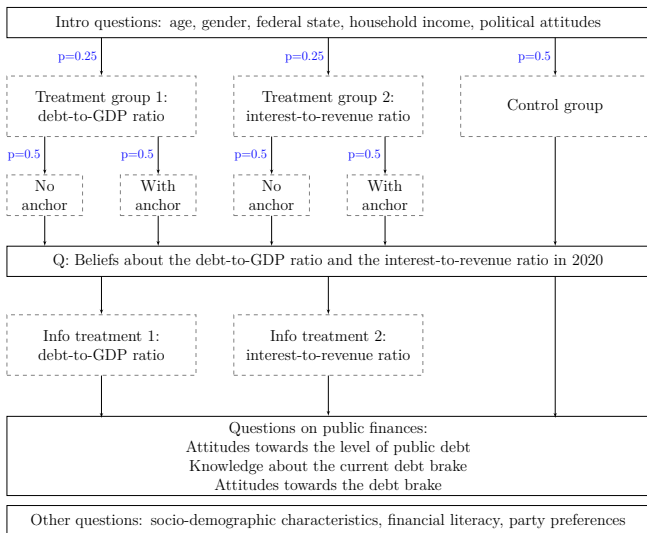 Intro questions: age, gender, federal state, household income, political attitudes
p=0.25
p=0.25
p=0.5
Treatment group 1:
debt-to-GDP ratio
Treatment group 2:
interest-to-revenue ratio
Control group
p=0.5
p=0.5
p=0.5
p=0.5
No
anchor
With
anchor
No
anchor
With
anchor
Q: Beliefs about the debt-to-GDP ratio and the interest-to-revenue ratio in 2020
Info treatment 1:
debt-to-GDP ratio
Info treatment 2:
interest-to-revenue ratio
Questions on public finances:
Attitudes towards the level of public debt
Knowledge about the current debt brake
Attitudes towards the debt brake
Other questions: socio-demographic characteristics, financial literacy, party preferences